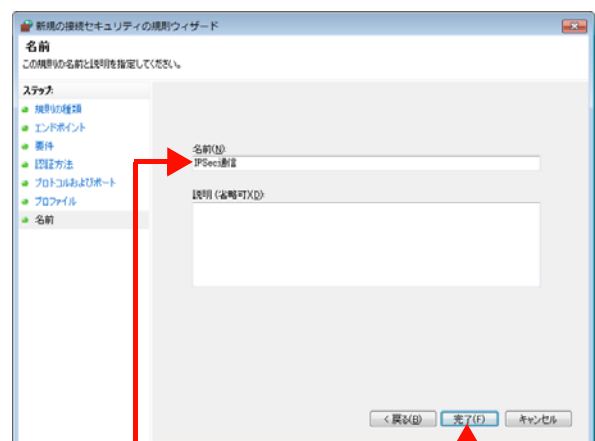 新規の接続セキュリティの規則ウィザード
名前
この規則の名前と説明を指定してください。
ステップ:
規則の種類
エンドポイント
要件
認証方法
プロトコルおよびポート
プロファイル
名前
名前(N):
IPSec通信
説明 (省略可)(D):
< 戻る(B)
完了(F)
キャンセル